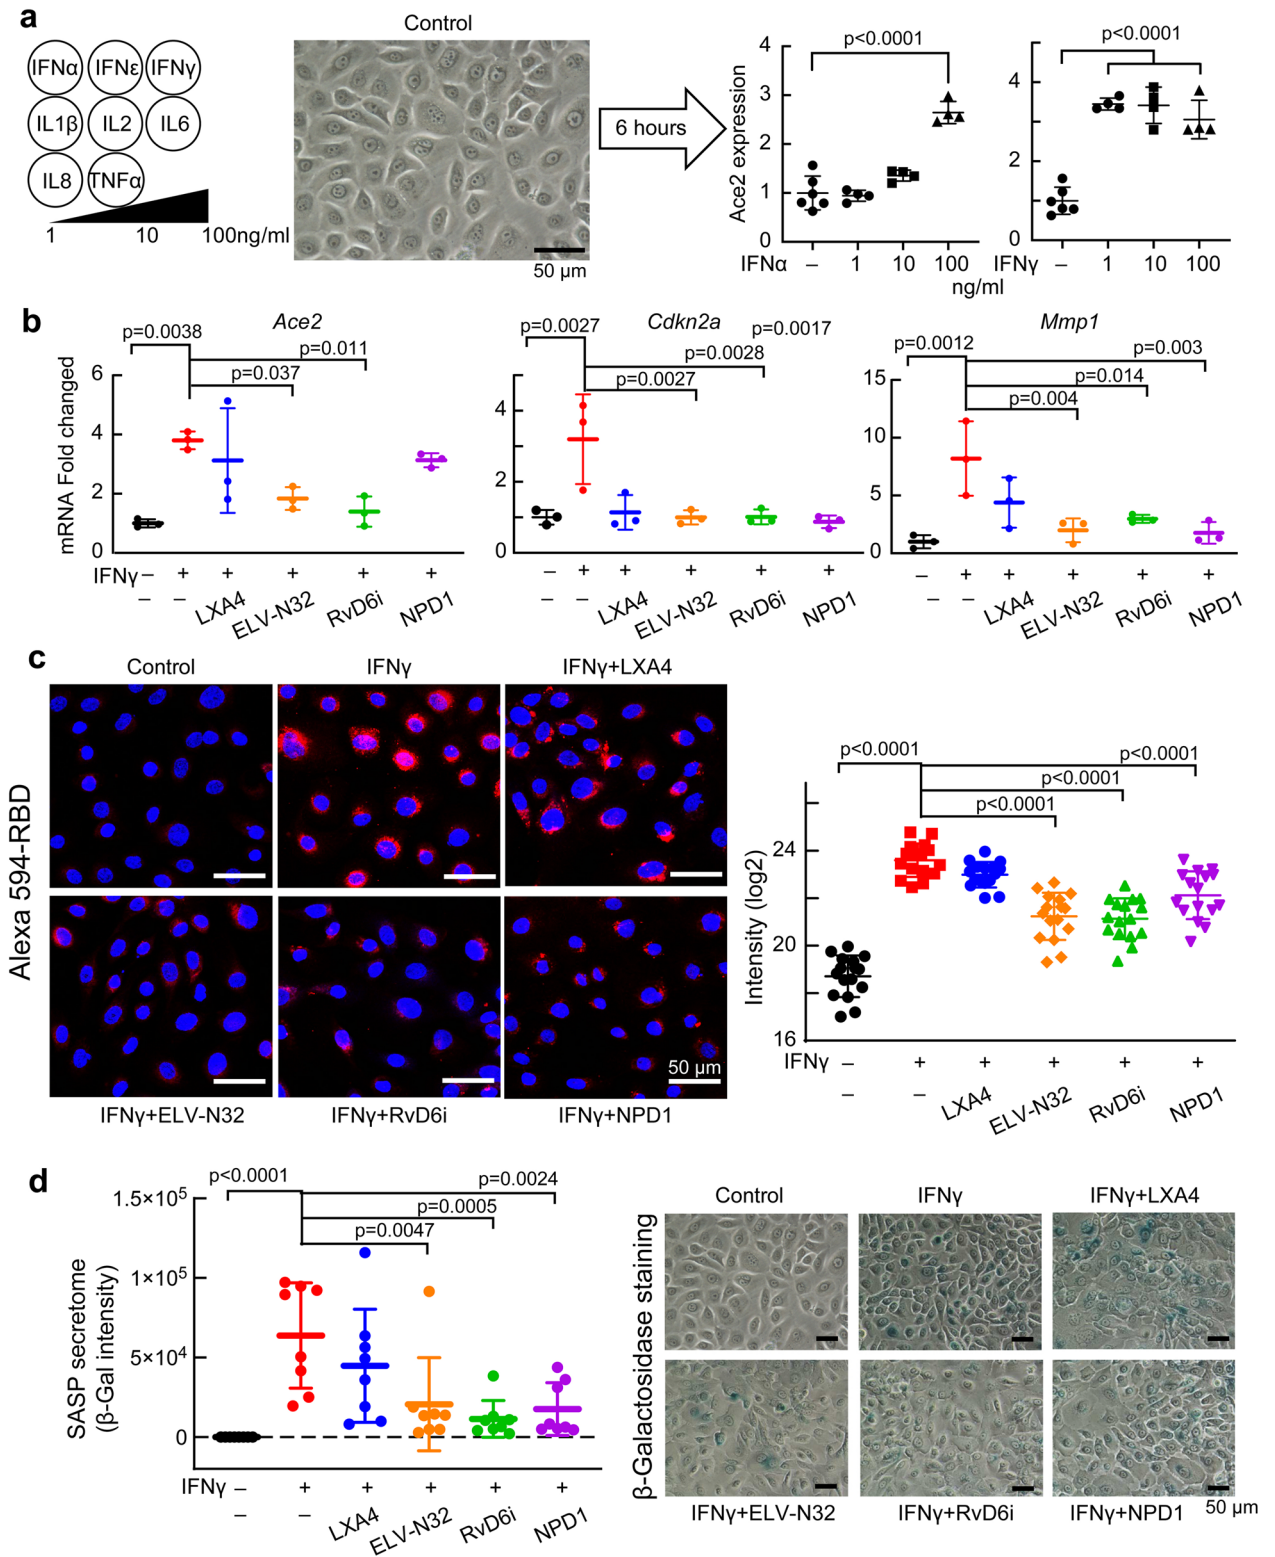 a
Control
IFNα IFNε IFNγ
IL1β IL2 IL6
IL8 TNFα
1 10 100ng/ml
50 μm
6 hours
Ace2 expression
4
3
2
1
0
p<0.0001
IFNα – 1 10 100
ng/ml
4
2
0
p<0.0001
IFNγ – 1 10 100
b
Ace2
p=0.0038
p=0.011
p=0.037
mRNA Fold changed
6
4
2
0
IFNγ – + + + + +
– – LXA4 ELV-N32 RvD6i NPD1
Cdkn2a
p=0.0027
p=0.0017
p=0.0028
p=0.0027
4
2
0
– + + + + +
– – LXA4 ELV-N32 RvD6i NPD1
Mmp1
p=0.0012
p=0.003
p=0.014
p=0.004
15
10
5
0
– + + + + +
– – LXA4 ELV-N32 RvD6i NPD1
c
Control IFNγ IFNγ+LXA4
Alexa 594-RBD
50 μm
IFNγ+ELV-N32 IFNγ+RvD6i IFNγ+NPD1
p<0.0001
p<0.0001
p<0.0001
p<0.0001
Intensity (log2)
24
20
16
IFNγ – + + + + +
– – LXA4 ELV-N32 RvD6i NPD1
d
p<0.0001
p=0.0024
p=0.0005
p=0.0047
SASP secretome
(β-Gal intensity)
1.5×10⁵
1×10⁵
5×10⁴
0
IFNγ – + + + + +
– – LXA4 ELV-N32 RvD6i NPD1
Control IFNγ IFNγ+LXA4
β-Galactosidase staining
IFNγ+ELV-N32 IFNγ+RvD6i IFNγ+NPD1
50 μm